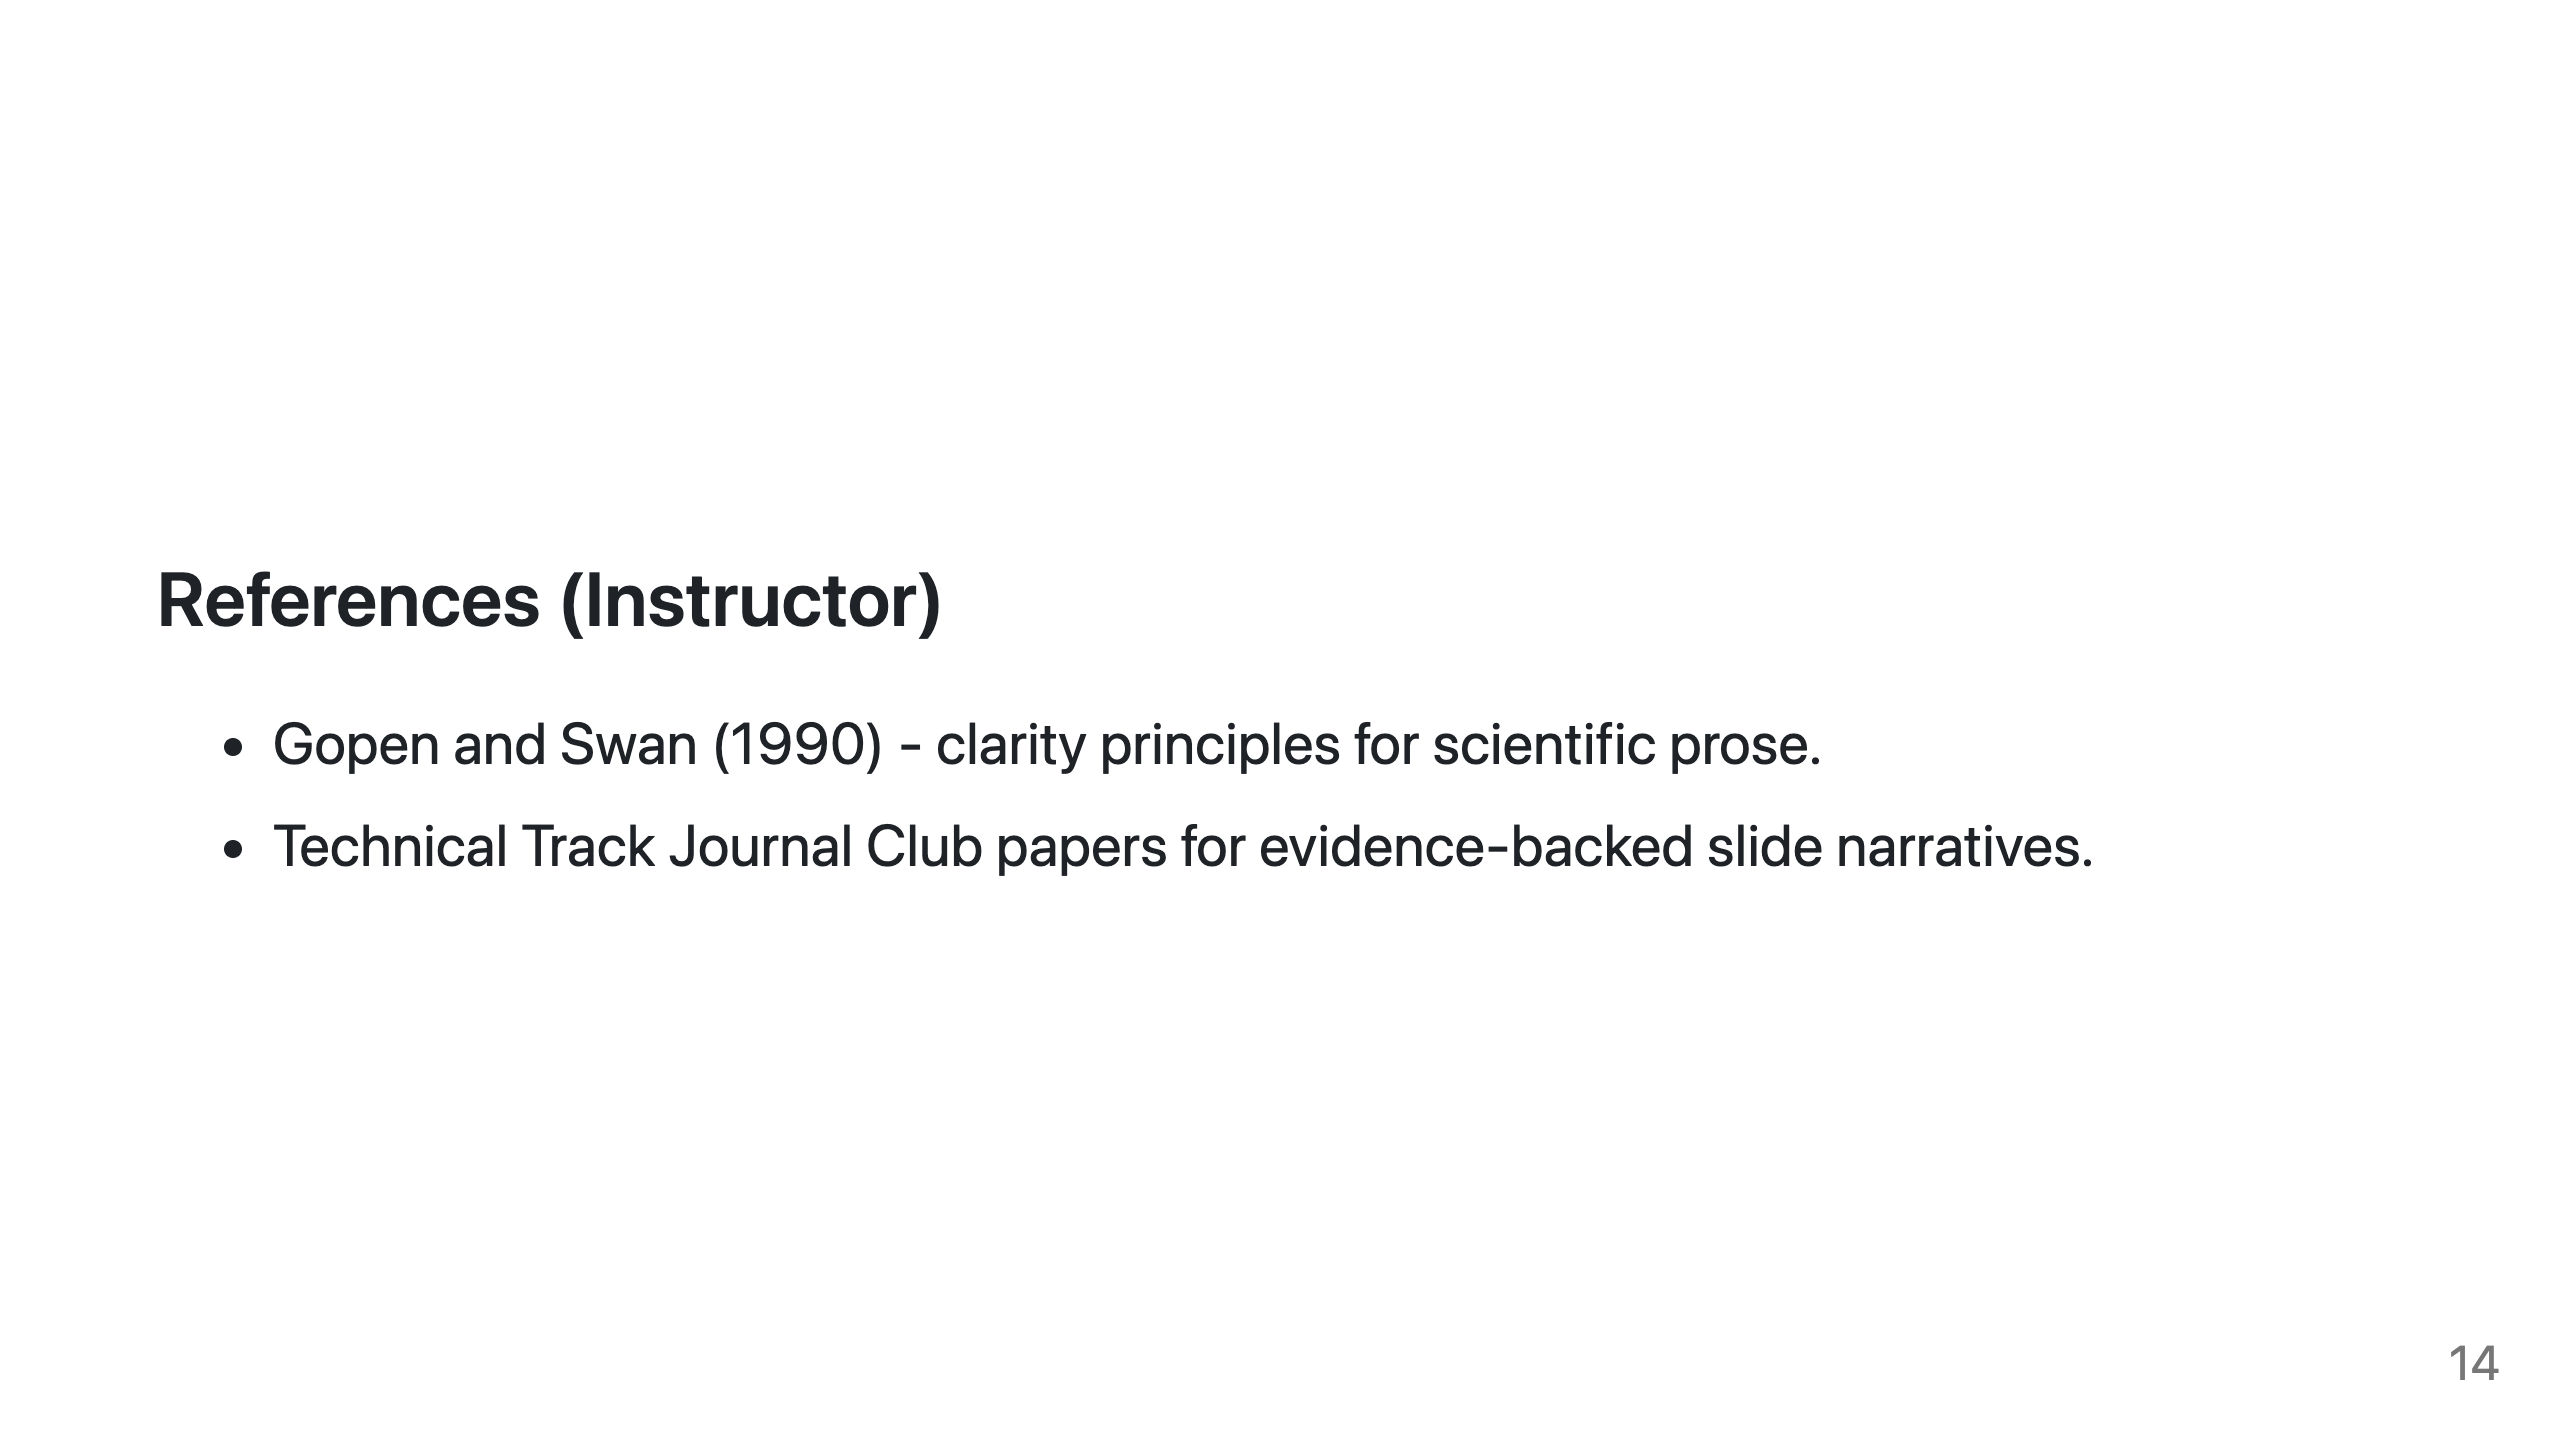 References (Instructor)
• Gopen and Swan (1990) - clarity principles for scientific prose.
• Technical Track Journal Club papers for evidence-backed slide narratives.
14